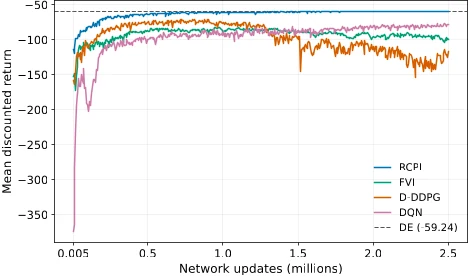 Mean discounted return
−50
−100
−150
−200
−250
−300
−350
RCPI
FVI
D-DDPG
DQN
DE (-59.24)
0.005 0.5 1.0 1.5 2.0 2.5
Network updates (millions)